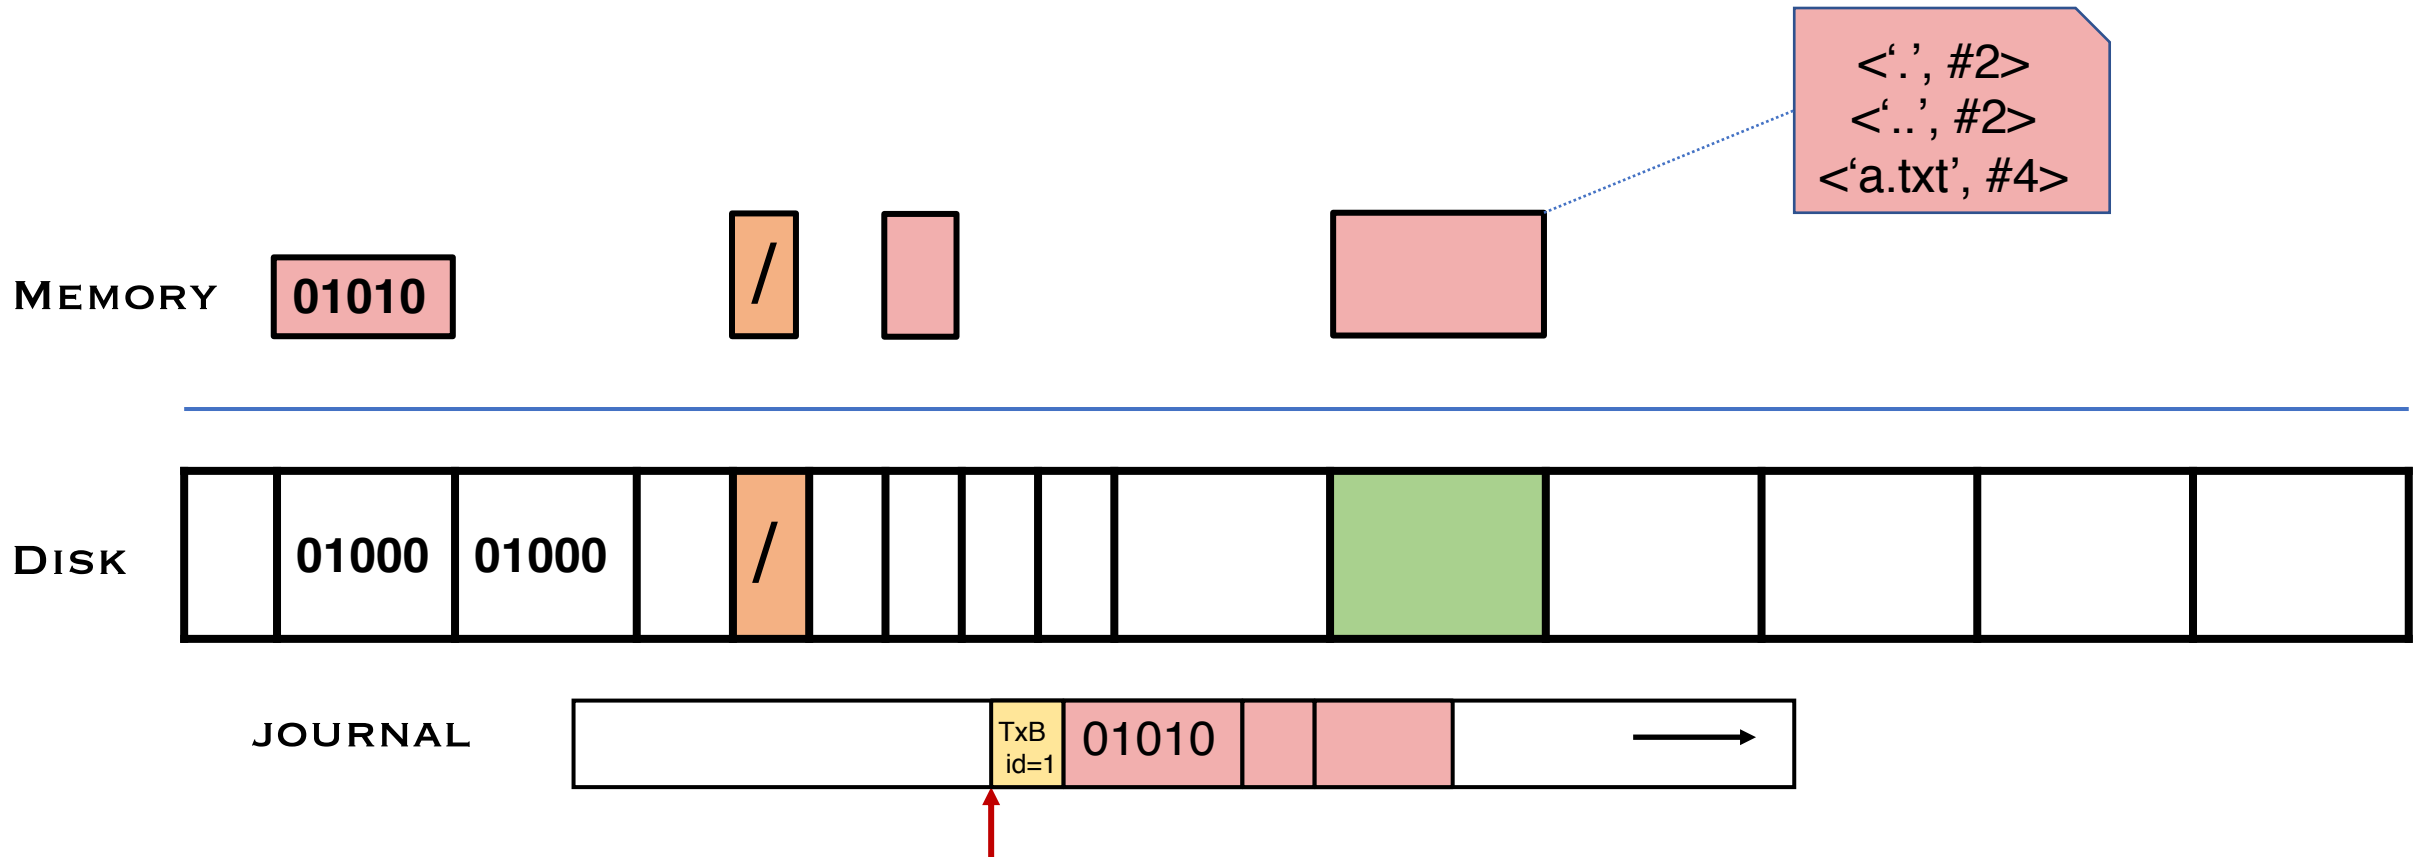 <‘.’, #2>
<‘..’, #2>
<‘a.txt’, #4>
MEMORY
01010
/
DISK
01000
01000
/
JOURNAL
TxB
id=1
01010